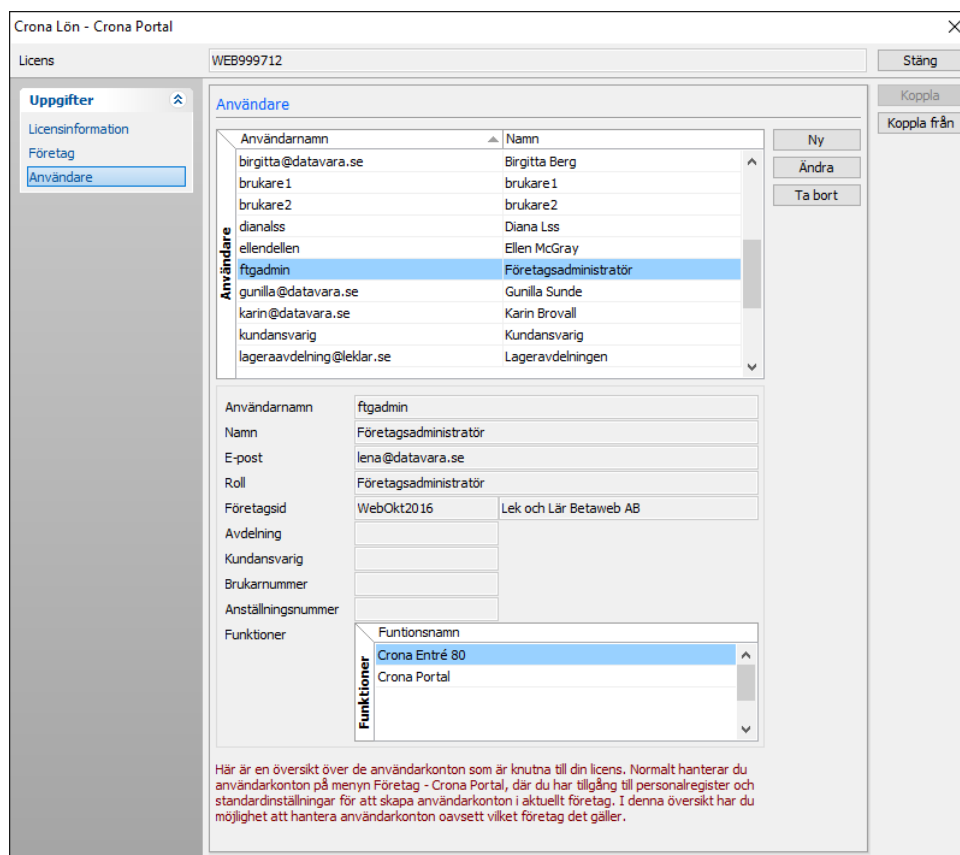 Crona Lön - Crona Portal
Licens WEB999712 Stäng
Uppgifter
Licensinformation
Företag
Användare
Användare
Koppla
Koppla från
Användarnamn Namn
Användare
birgitta@datavara.se Birgitta Berg
brukare1 brukare1
brukare2 brukare2
dianalss Diana Lss
ellendellen Ellen McGray
ftgadmin Företagsadministratör
gunilla@datavara.se Gunilla Sunde
karin@datavara.se Karin Brovall
kundansvarig Kundansvarig
lageraavdelning@leklar.se Lageravdelningen
Ny
Ändra
Ta bort
Användarnamn ftgadmin
Namn Företagsadministratör
E-post lena@datavara.se
Roll Företagsadministratör
Företagsid WebOkt2016 Lek och Lär Betaweb AB
Avdelning
Kundansvarig
Brukarnummer
Anställningsnummer
Funktioner
Funtionsnamn
Funktioner
Crona Entré 80
Crona Portal
Här är en översikt över de användarkonton som är knutna till din licens. Normalt hanterar du
användarkonton på menyn Företag - Crona Portal, där du har tillgång till personalregister och
standardinställningar för att skapa användarkonton i aktuellt företag. I denna översikt har du
möjlighet att hantera användarkonton oavsett vilket företag det gäller.